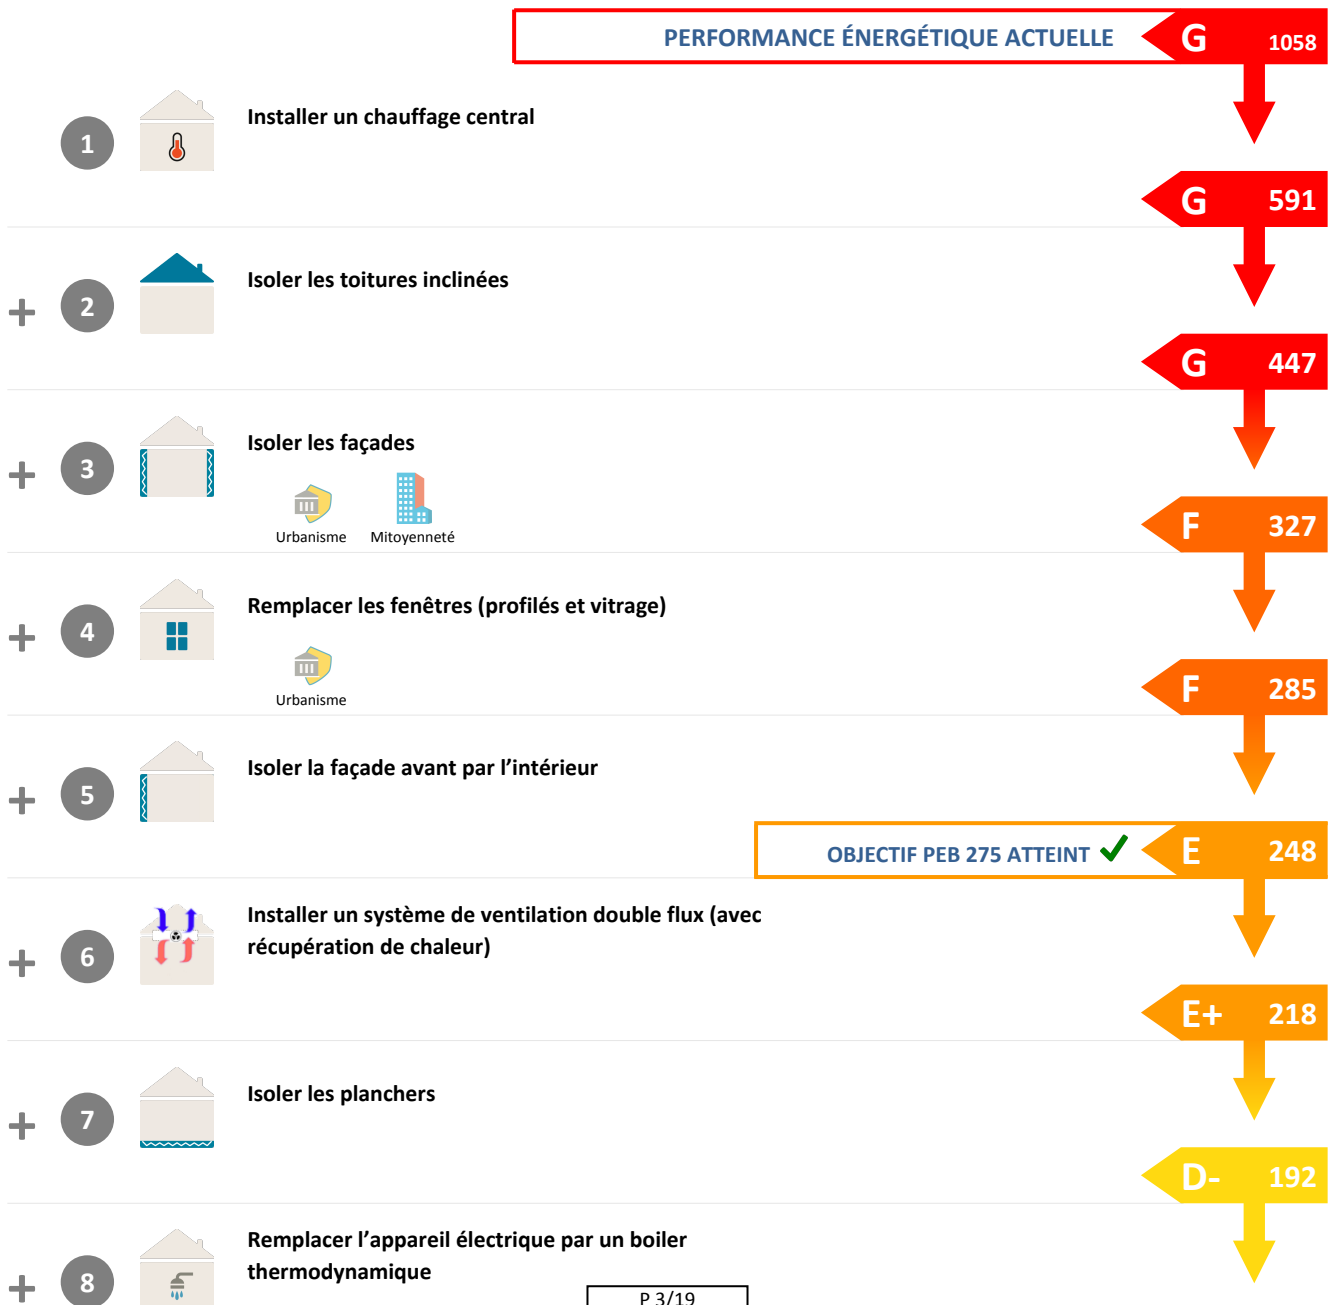 PERFORMANCE ÉNERGÉTIQUE ACTUELLE G 1058
1 Installer un chauffage central
G 591
+ 2 Isoler les toitures inclinées
G 447
+ 3 Isoler les façades
Urbanisme Mitoyenneté
F 327
+ 4 Remplacer les fenêtres (profilés et vitrage)
Urbanisme
F 285
+ 5 Isoler la façade avant par l’intérieur
OBJECTIF PEB 275 ATTEINT ✓ E 248
+ 6 Installer un système de ventilation double flux (avec
récupération de chaleur)
E+ 218
+ 7 Isoler les planchers
D- 192
+ 8 Remplacer l’appareil électrique par un boiler
thermodynamique
P 3/19